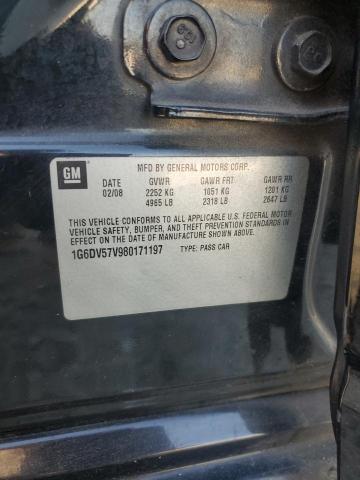 GM
MFD BY GENERAL MOTORS CORP.
DATE GVWR GAWR FRT GAWR RR
02/08 2252 KG 1051 KG 1201 KG
4965 LB 2318 LB 2647 LB
THIS VEHICLE CONFORMS TO ALL APPLICABLE U.S. FEDERAL MOTOR
VEHICLE SAFETY, BUMPER, AND THEFT PREVENTION STANDARDS
IN EFFECT ON THE DATE OF MANUFACTURE SHOWN ABOVE.
1G6DV57V980171197 TYPE: PASS CAR